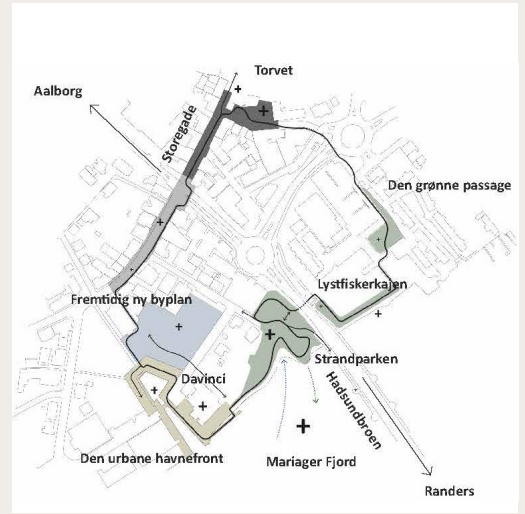 Torvet
Aalborg
Storegade
Den grønne passage
Lystfiskerkajen
Fremtidig ny byplan
Strandparken
Davinci
Hadsundbroen
Den urbane havnefront
Mariager Fjord
Randers